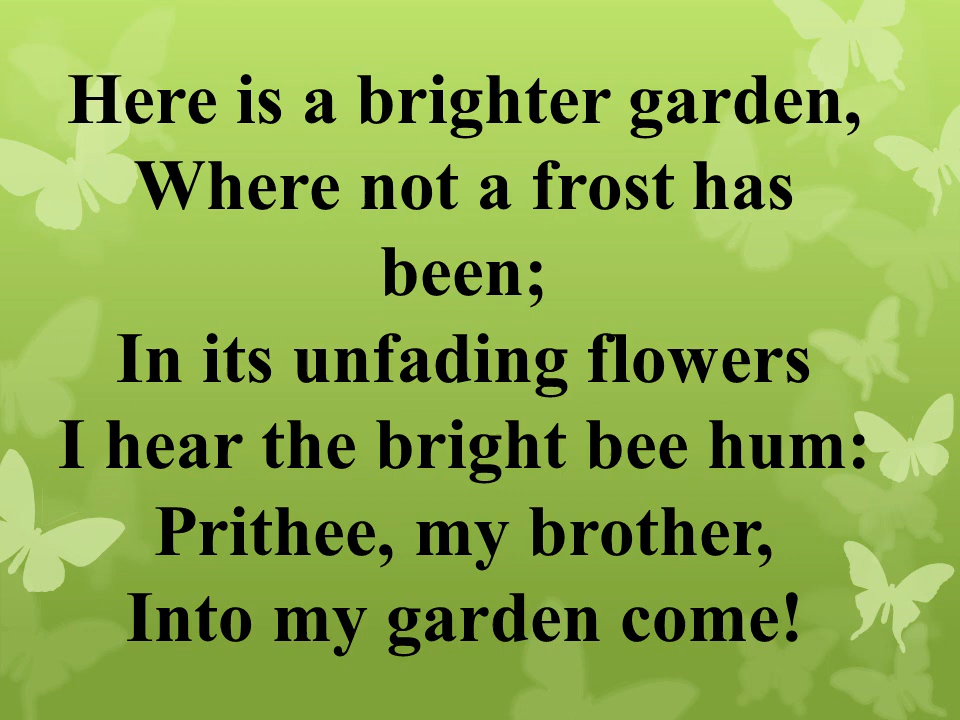 Here is a brighter garden,
Where not a frost has
been;
In its unfading flowers
I hear the bright bee hum:
Prithee, my brother,
Into my garden come!